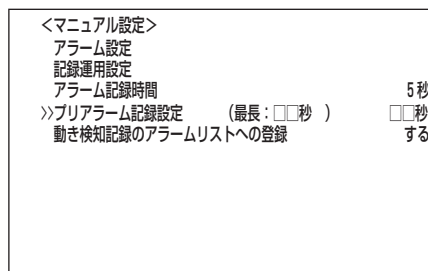 ＜マニュアル設定＞
アラーム設定
記録運用設定
アラーム記録時間 5秒
>>プリアラーム記録設定 （最長：□□秒 ） □□秒
動き検知記録のアラームリストへの登録 する